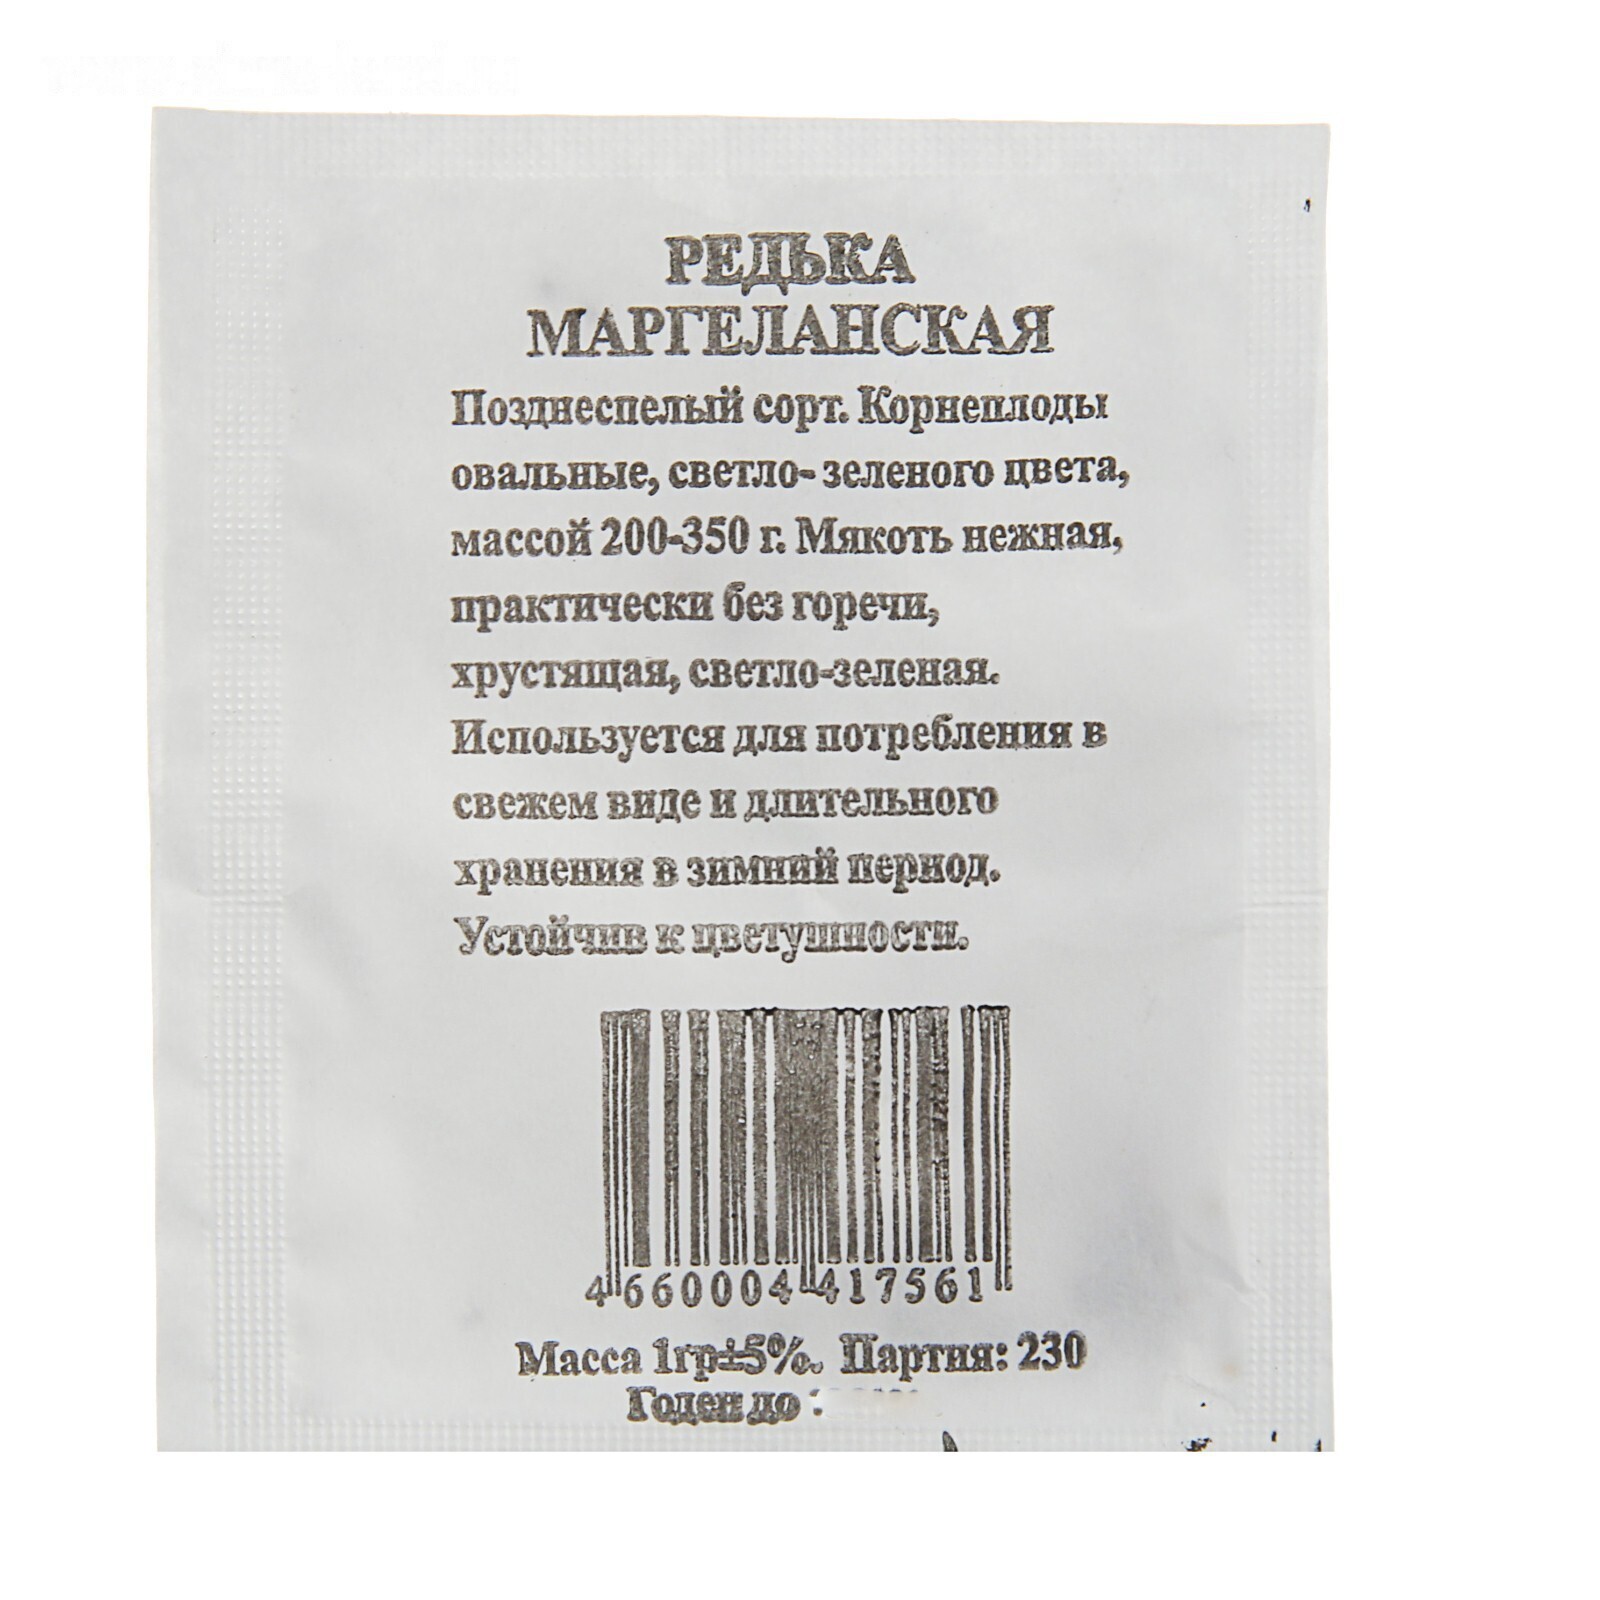 РЕДЬКА
МАРГЕЛАНСКАЯ
Позднеспелый сорт. Корнеплоды
овальные, светло- зеленого цвета,
массой 200-350 г. Мякоть нежная,
практически без горечи,
хрустящая, светло-зеленая.
Используется для потребления в
свежем виде и длительного
хранения в зимний период.
Устойчив к цветушности.
4 660004 417561
Масса 1гр±5%. Партия: 230
Годен до